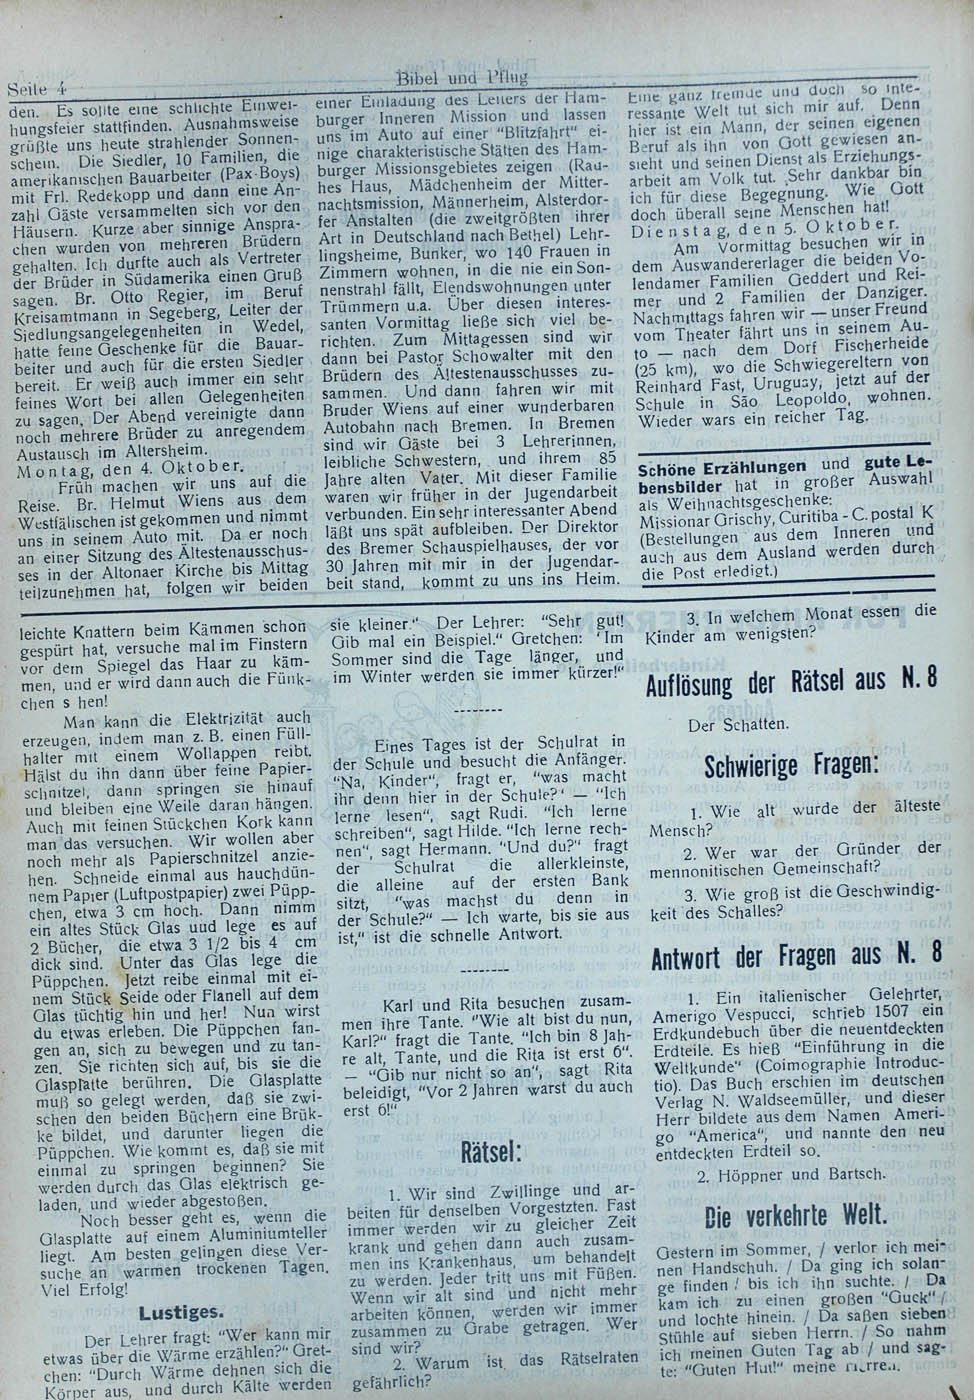 Seite 4
Bibel und Pflug
den. Es sollte eine schlichte Einwei-
hungsfeier stattfinden. Ausnahmsweise
grüßte uns heute strahlender Sonnen-
schein. Die Siedler, 10 Familien, die
amerikanischen Bauarbeiter (Pax-Boys)
mit Frl. Redekopp und dann eine An-
zahl Gäste versammelten sich vor den
Häusern. Kurze aber sinnige Anspra-
chen wurden von mehreren Brüdern
gehalten. Ich durfte auch als Vertreter
der Brüder in Südamerika einen Gruß
sagen. Br. Otto Regier, im Beruf
Kreisamtmann in Segeberg, Leiter der
Siedlungsangelegenheiten in Wedel,
hatte feine Geschenke für die Bauar-
beiter und auch für die ersten Siedler
bereit. Er weiß auch immer ein sehr
feines Wort bei allen Gelegenheiten
zu sagen. Der Abend vereinigte dann
noch mehrere Brüder zu anregendem
Austausch im Altersheim.
Montag, den 4. Oktober.
Früh machen wir uns auf die
Reise. Br. Helmut Wiens aus dem
Westfälischen ist gekommen und nimmt
uns in seinem Auto mit. Da er noch
an einer Sitzung des Ältestenausschus-
ses in der Altonaer Kirche bis Mittag
teilzunehmen hat, folgen wir beiden
einer Einladung des Leiters der Ham-
burger Inneren Mission und lassen
uns im Auto auf einer "Blitzfahrt" ei-
nige charakteristische Stätten des Ham-
burger Missionsgebietes zeigen (Rau-
hes Haus, Mädchenheim der Mitter-
nachtsmission, Männerheim, Alsterdor-
fer Anstalten (die zweitgrößten ihrer
Art in Deutschland nach Bethel) Lehr-
lingsheime, Bunker, wo 140 Frauen in
Zimmern wohnen, in die nie ein Son-
nenstrahl fällt, Elendswohnungen unter
Trümmern u.a. Über diesen interes-
santen Vormittag ließe sich viel be-
richten. Zum Mittagessen sind wir
dann bei Pastor Schowalter mit den
Brüdern des Ältestenausschusses zu-
sammen. Und dann fahren wir mit
Bruder Wiens auf einer wunderbaren
Autobahn nach Bremen. In Bremen
sind wir Gäste bei 3 Lehrerinnen,
leibliche Schwestern, und ihrem 85
Jahre alten Vater. Mit dieser Familie
waren wir früher in der Jugendarbeit
verbunden. Ein sehr interessanter Abend
läßt uns spät aufbleiben. Der Direktor
des Bremer Schauspielhauses, der vor
30 Jahren mit mir in der Jugendar-
beit stand, kommt zu uns ins Heim.
Eine ganz fremde und doch so inte-
ressante Welt tut sich mir auf. Denn
hier ist ein Mann, der seinen eigenen
Beruf als ihn von Gott gewiesen an-
sieht und seinen Dienst als Erziehungs-
arbeit am Volk tut. Sehr dankbar bin
ich für diese Begegnung. Wie Gott
doch überall seine Menschen hat!
Dienstag, den 5. Oktober.
Am Vormittag besuchen wir in
dem Auswandererlager die beiden Vo-
lendamer Familien Geddert und Rei-
mer und 2 Familien der Danziger.
Nachmittags fahren wir — unser Freund
vom Theater fährt uns in seinem Au-
to — nach dem Dorf Fischerheide
(25 km), wo die Schwiegereltern von
Reinhard Fast, Uruguay, jetzt auf der
Schule in São Leopoldo, wohnen.
Wieder wars ein reicher Tag.
Schöne Erzählungen und gute Le-
bensbilder hat in großer Auswahl
als Weihnachtsgeschenke:
Missionar Grischy, Curitiba - C. postal K
(Bestellungen aus dem Inneren und
auch aus dem Ausland werden durch
die Post erledigt.)
leichte Knattern beim Kämmen schon
gespürt hat, versuche mal im Finstern
vor dem Spiegel das Haar zu käm-
men, und er wird dann auch die Fünk-
chen s hen!
Man kann die Elektrizität auch
erzeugen, indem man z. B. einen Füll-
halter mit einem Wollappen reibt.
Hälst du ihn dann über feine Papier-
schnitzel, dann springen sie hinauf
und bleiben eine Weile daran hängen.
Auch mit feinen Stückchen Kork kann
man das versuchen. Wir wollen aber
noch mehr als Papierschnitzel anzie-
hen. Schneide einmal aus hauchdün-
nem Papier (Luftpostpapier) zwei Püpp-
chen, etwa 3 cm hoch. Dann nimm
ein altes Stück Glas uud lege es auf
2 Bücher, die etwa 3 1/2 bis 4 cm
dick sind. Unter das Glas lege die
Püppchen. Jetzt reibe einmal mit ei-
nem Stück Seide oder Flanell auf dem
Glas tüchtig hin und her! Nun wirst
du etwas erleben. Die Püppchen fan-
gen an, sich zu bewegen und zu tan-
zen. Sie richten sich auf, bis sie die
Glasplatte berühren. Die Glasplatte
muß so gelegt werden, daß sie zwi-
schen den beiden Büchern eine Brük-
ke bildet, und darunter liegen die
Püppchen. Wie kommt es, daß sie mit
einmal zu springen beginnen? Sie
werden durch das Glas elektrisch ge-
laden, und wieder abgestoßen.
Noch besser geht es, wenn die
Glasplatte auf einem Aluminiumteller
liegt. Am besten gelingen diese Ver-
suche an warmen trockenen Tagen.
Viel Erfolg!
Lustiges.
Der Lehrer fragt: "Wer kann mir
etwas über die Wärme erzählen?" Gret-
chen: "Durch Wärme dehnen sich die
Körper aus, und durch Kälte werden
sie kleiner." Der Lehrer: "Sehr gut!
Gib mal ein Beispiel." Gretchen: "Im
Sommer sind die Tage länger, und
im Winter werden sie immer kürzer!"
--------
Eines Tages ist der Schulrat in
der Schule und besucht die Anfänger.
"Na, Kinder", fragt er, "was macht
ihr denn hier in der Schule?" — "Ich
lerne lesen", sagt Rudi. "Ich lerne
schreiben", sagt Hilde. "Ich lerne rech-
nen", sagt Hermann. "Und du?" fragt
der Schulrat die allerkleinste,
die alleine auf der ersten Bank
sitzt, "was machst du denn in
der Schule?" — Ich warte, bis sie aus
ist," ist die schnelle Antwort.
--------
Karl und Rita besuchen zusam-
men ihre Tante. "Wie alt bist du nun,
Karl?" fragt die Tante. "Ich bin 8 Jah-
re alt, Tante, und die Rita ist erst 6".
— "Gib nur nicht so an", sagt Rita
beleidigt, "Vor 2 Jahren warst du auch
erst 6!"
Rätsel:
1. Wir sind Zwillinge und ar-
beiten für denselben Vorgesetzten. Fast
immer werden wir zu gleicher Zeit
krank und gehen dann auch zusam-
men ins Krankenhaus, um behandelt
zu werden. Jeder tritt uns mit Füßen.
Wenn wir alt sind und nicht mehr
arbeiten können, werden wir immer
zusammen zu Grabe getragen. Wer
sind wir?
2. Warum ist das Rätselraten
gefährlich?
3. In welchem Monat essen die
Kinder am wenigsten?
Auflösung der Rätsel aus N. 8
Der Schatten.
Schwierige Fragen:
1. Wie alt wurde der älteste
Mensch?
2. Wer war der Gründer der
mennonitischen Gemeinschaft?
3. Wie groß ist die Geschwindig-
keit des Schalles?
Antwort der Fragen aus N. 8
1. Ein italienischer Gelehrter,
Amerigo Vespucci, schrieb 1507 ein
Erdkundebuch über die neuentdeckten
Erdteile. Es hieß "Einführung in die
Weltkunde" (Coimographie Introduc-
tio). Das Buch erschien im deutschen
Verlag N. Waldseemüller, und dieser
Herr bildete aus dem Namen Ameri-
go "America", und nannte den neu
entdeckten Erdteil so.
2. Höppner und Bartsch.
Die verkehrte Welt.
Gestern im Sommer, / verlor ich mei-
nen Handschuh. / Da ging ich solan-
ge finden / bis ich ihn suchte. / Da
kam ich zu einen großen "Guck" /
und lochte hinein. / Da saßen sieben
Stühle auf sieben Herrn. / So nahm
ich meinen Guten Tag ab / und sag-
te: "Guten Hut!" meine Herren.